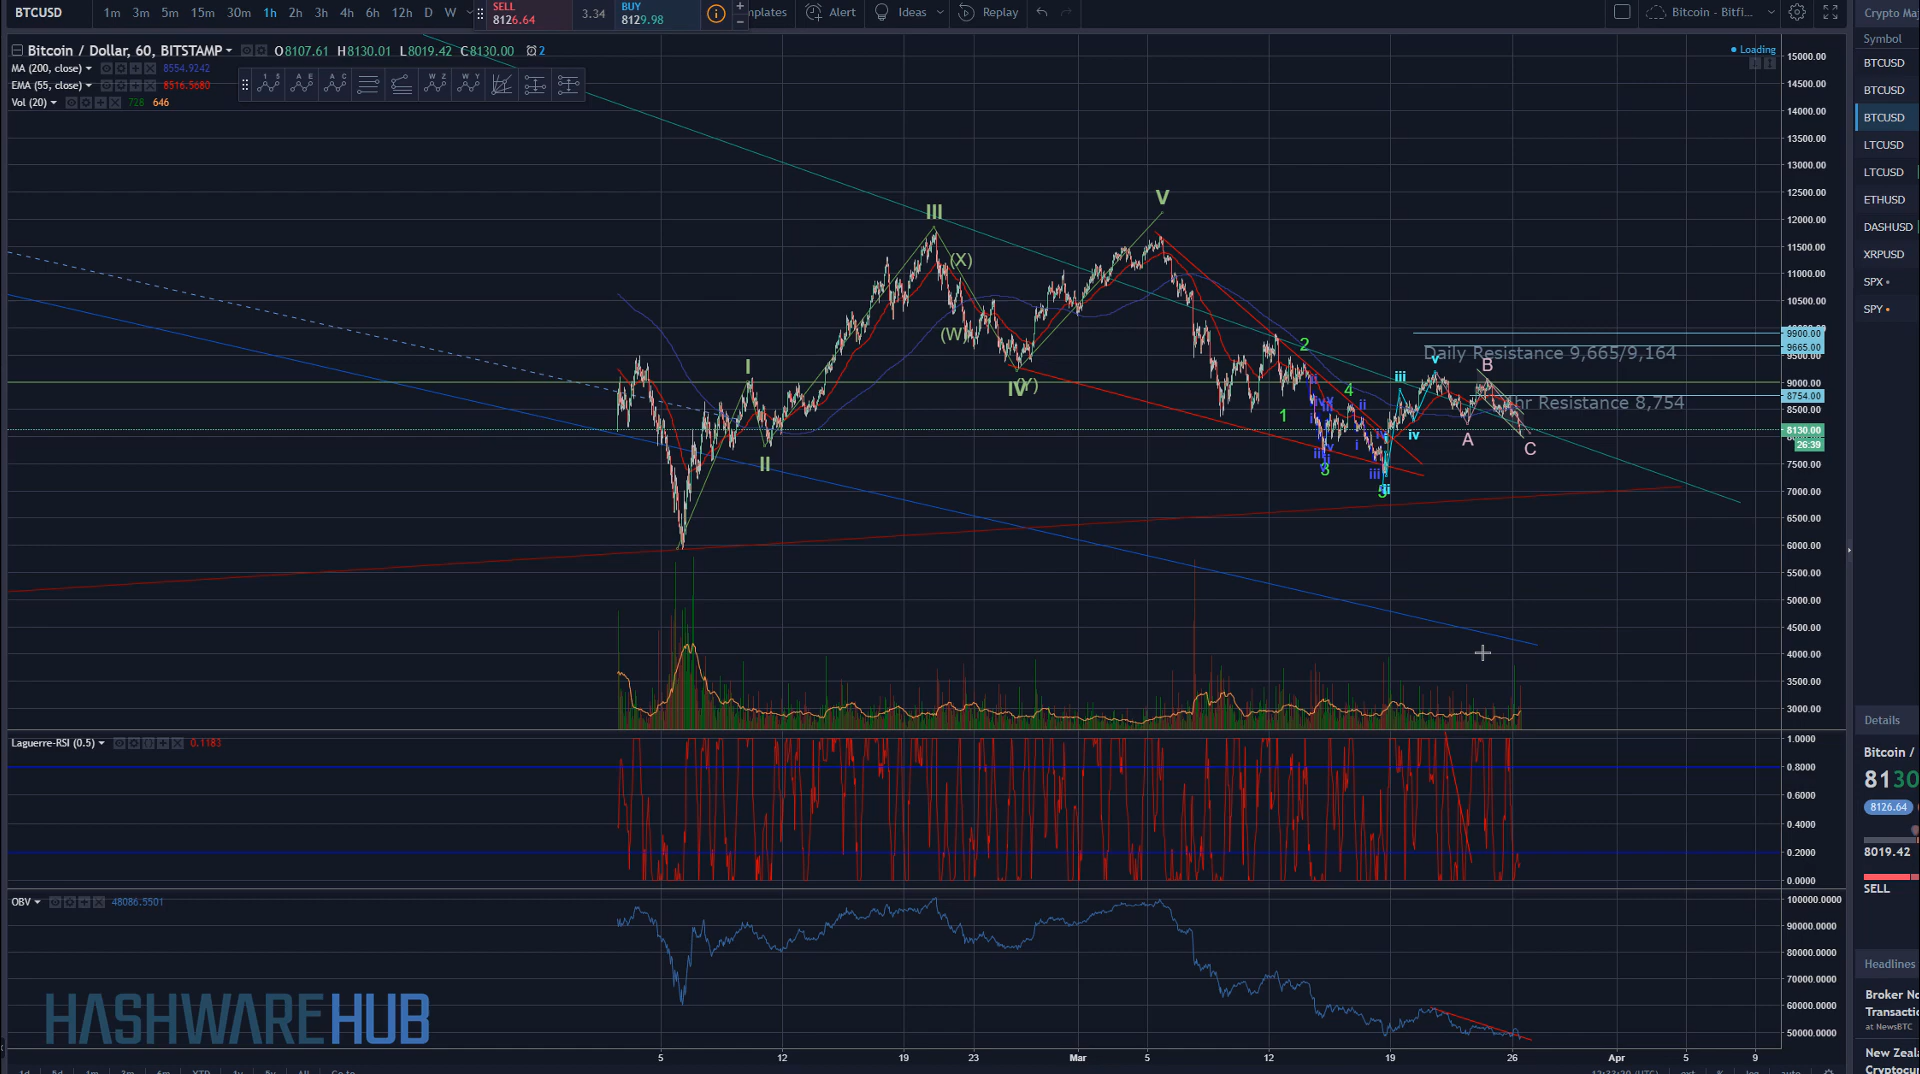 BTCUSD 1m 3m 5m 15m 30m 1h 2h 3h 4h 6h 12h D W
SELL 8126.64 3.34 BUY 8129.98
Alert Ideas Replay Bitcoin - Bitfi...
Bitcoin / Dollar, 60, BITSTAMP O8107.61 H8130.01 L8019.42 C8130.00 2
MA (200, close) 8554.9242
EMA (55, close) 8516.5680
Vol (20) 728 646
Loading
15000.00
14500.00
14000.00
13500.00
13000.00
12500.00
12000.00
11500.00
11000.00
10500.00
9900.00
9665.00
9500.00
9000.00
8754.00
8500.00
8130.00
26:39
7500.00
7000.00
6500.00
6000.00
5500.00
5000.00
4500.00
4000.00
3500.00
3000.00
I
II
III
(X)
(W)
IV
(Y)
V
1
2
3
4
iii
iv
v
A
B
C
Daily Resistance 9,665/9,164
hr Resistance 8,754
Laguerre-RSI (0.5) 0.1183
1.0000
0.8000
0.6000
0.4000
0.2000
0.0000
OBV 48086.5501
100000.0000
90000.0000
80000.0000
70000.0000
60000.0000
50000.0000
HASHWAREHUB
5 12 19 23 Mar 5 12 19 26 Apr 5 9
Symbol
BTCUSD
BTCUSD
BTCUSD
LTCUSD
LTCUSD
ETHUSD
DASHUSD
XRPUSD
SPX
SPY
Details
Bitcoin /
8130
8126.64
8019.42
SELL
Headlines
Broker No
Transactio
at NewsBTC
New Zeala
Cryptocur